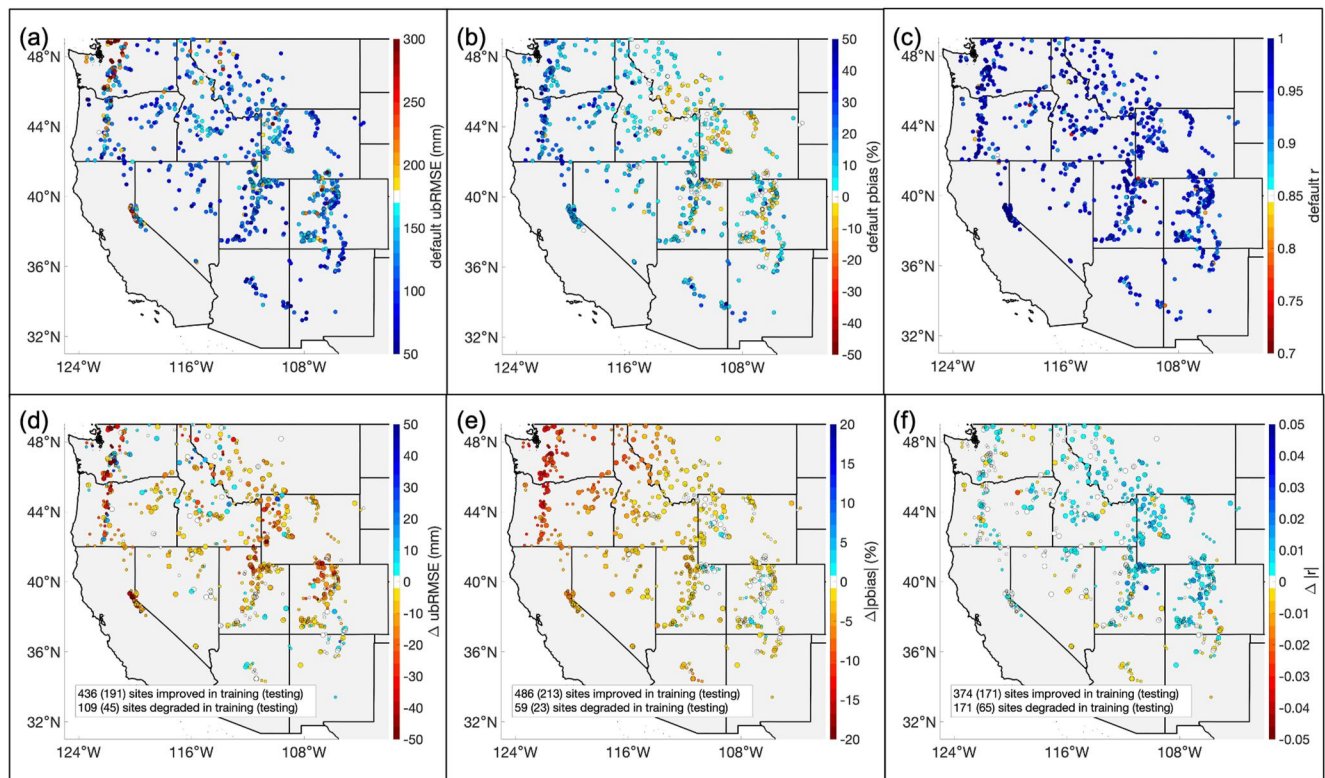 (a)
48°N
44°N
40°N
36°N
32°N
124°W
116°W
108°W
300
250
200
150
100
50
default ubRMSE (mm)
(b)
48°N
44°N
40°N
36°N
32°N
124°W
116°W
108°W
50
40
30
20
10
0
-10
-20
-30
-40
-50
default pbias (%)
(c)
48°N
44°N
40°N
36°N
32°N
124°W
116°W
108°W
1
0.95
0.9
0.85
0.8
0.75
0.7
default r
(d)
48°N
44°N
40°N
36°N
32°N
124°W
116°W
108°W
436 (191) sites improved in training (testing)
109 (45) sites degraded in training (testing)
50
40
30
20
10
0
-10
-20
-30
-40
-50
Δ ubRMSE (mm)
(e)
48°N
44°N
40°N
36°N
32°N
124°W
116°W
108°W
486 (213) sites improved in training (testing)
59 (23) sites degraded in training (testing)
20
15
10
5
0
-5
-10
-15
-20
Δ|pbias| (%)
(f)
48°N
44°N
40°N
36°N
32°N
124°W
116°W
108°W
374 (171) sites improved in training (testing)
171 (65) sites degraded in training (testing)
0.05
0.04
0.03
0.02
0.01
0
-0.01
-0.02
-0.03
-0.04
-0.05
Δ |r|